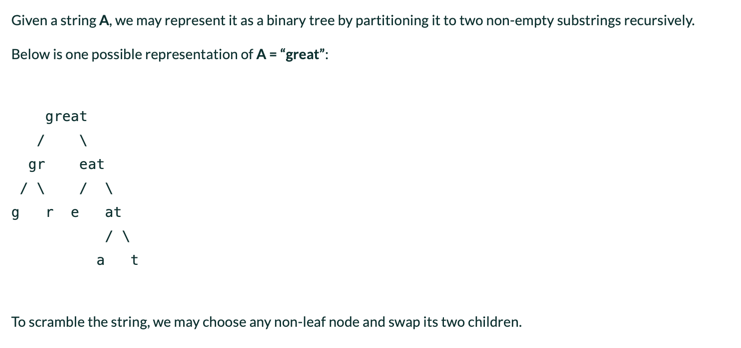 Given a string A, we may represent it as a binary tree by partitioning it to two non-empty substrings recursively.
Below is one possible representation of A = “great”:
great
/ \
gr eat
/ \ / \
g r e at
/ \
a t
To scramble the string, we may choose any non-leaf node and swap its two children.